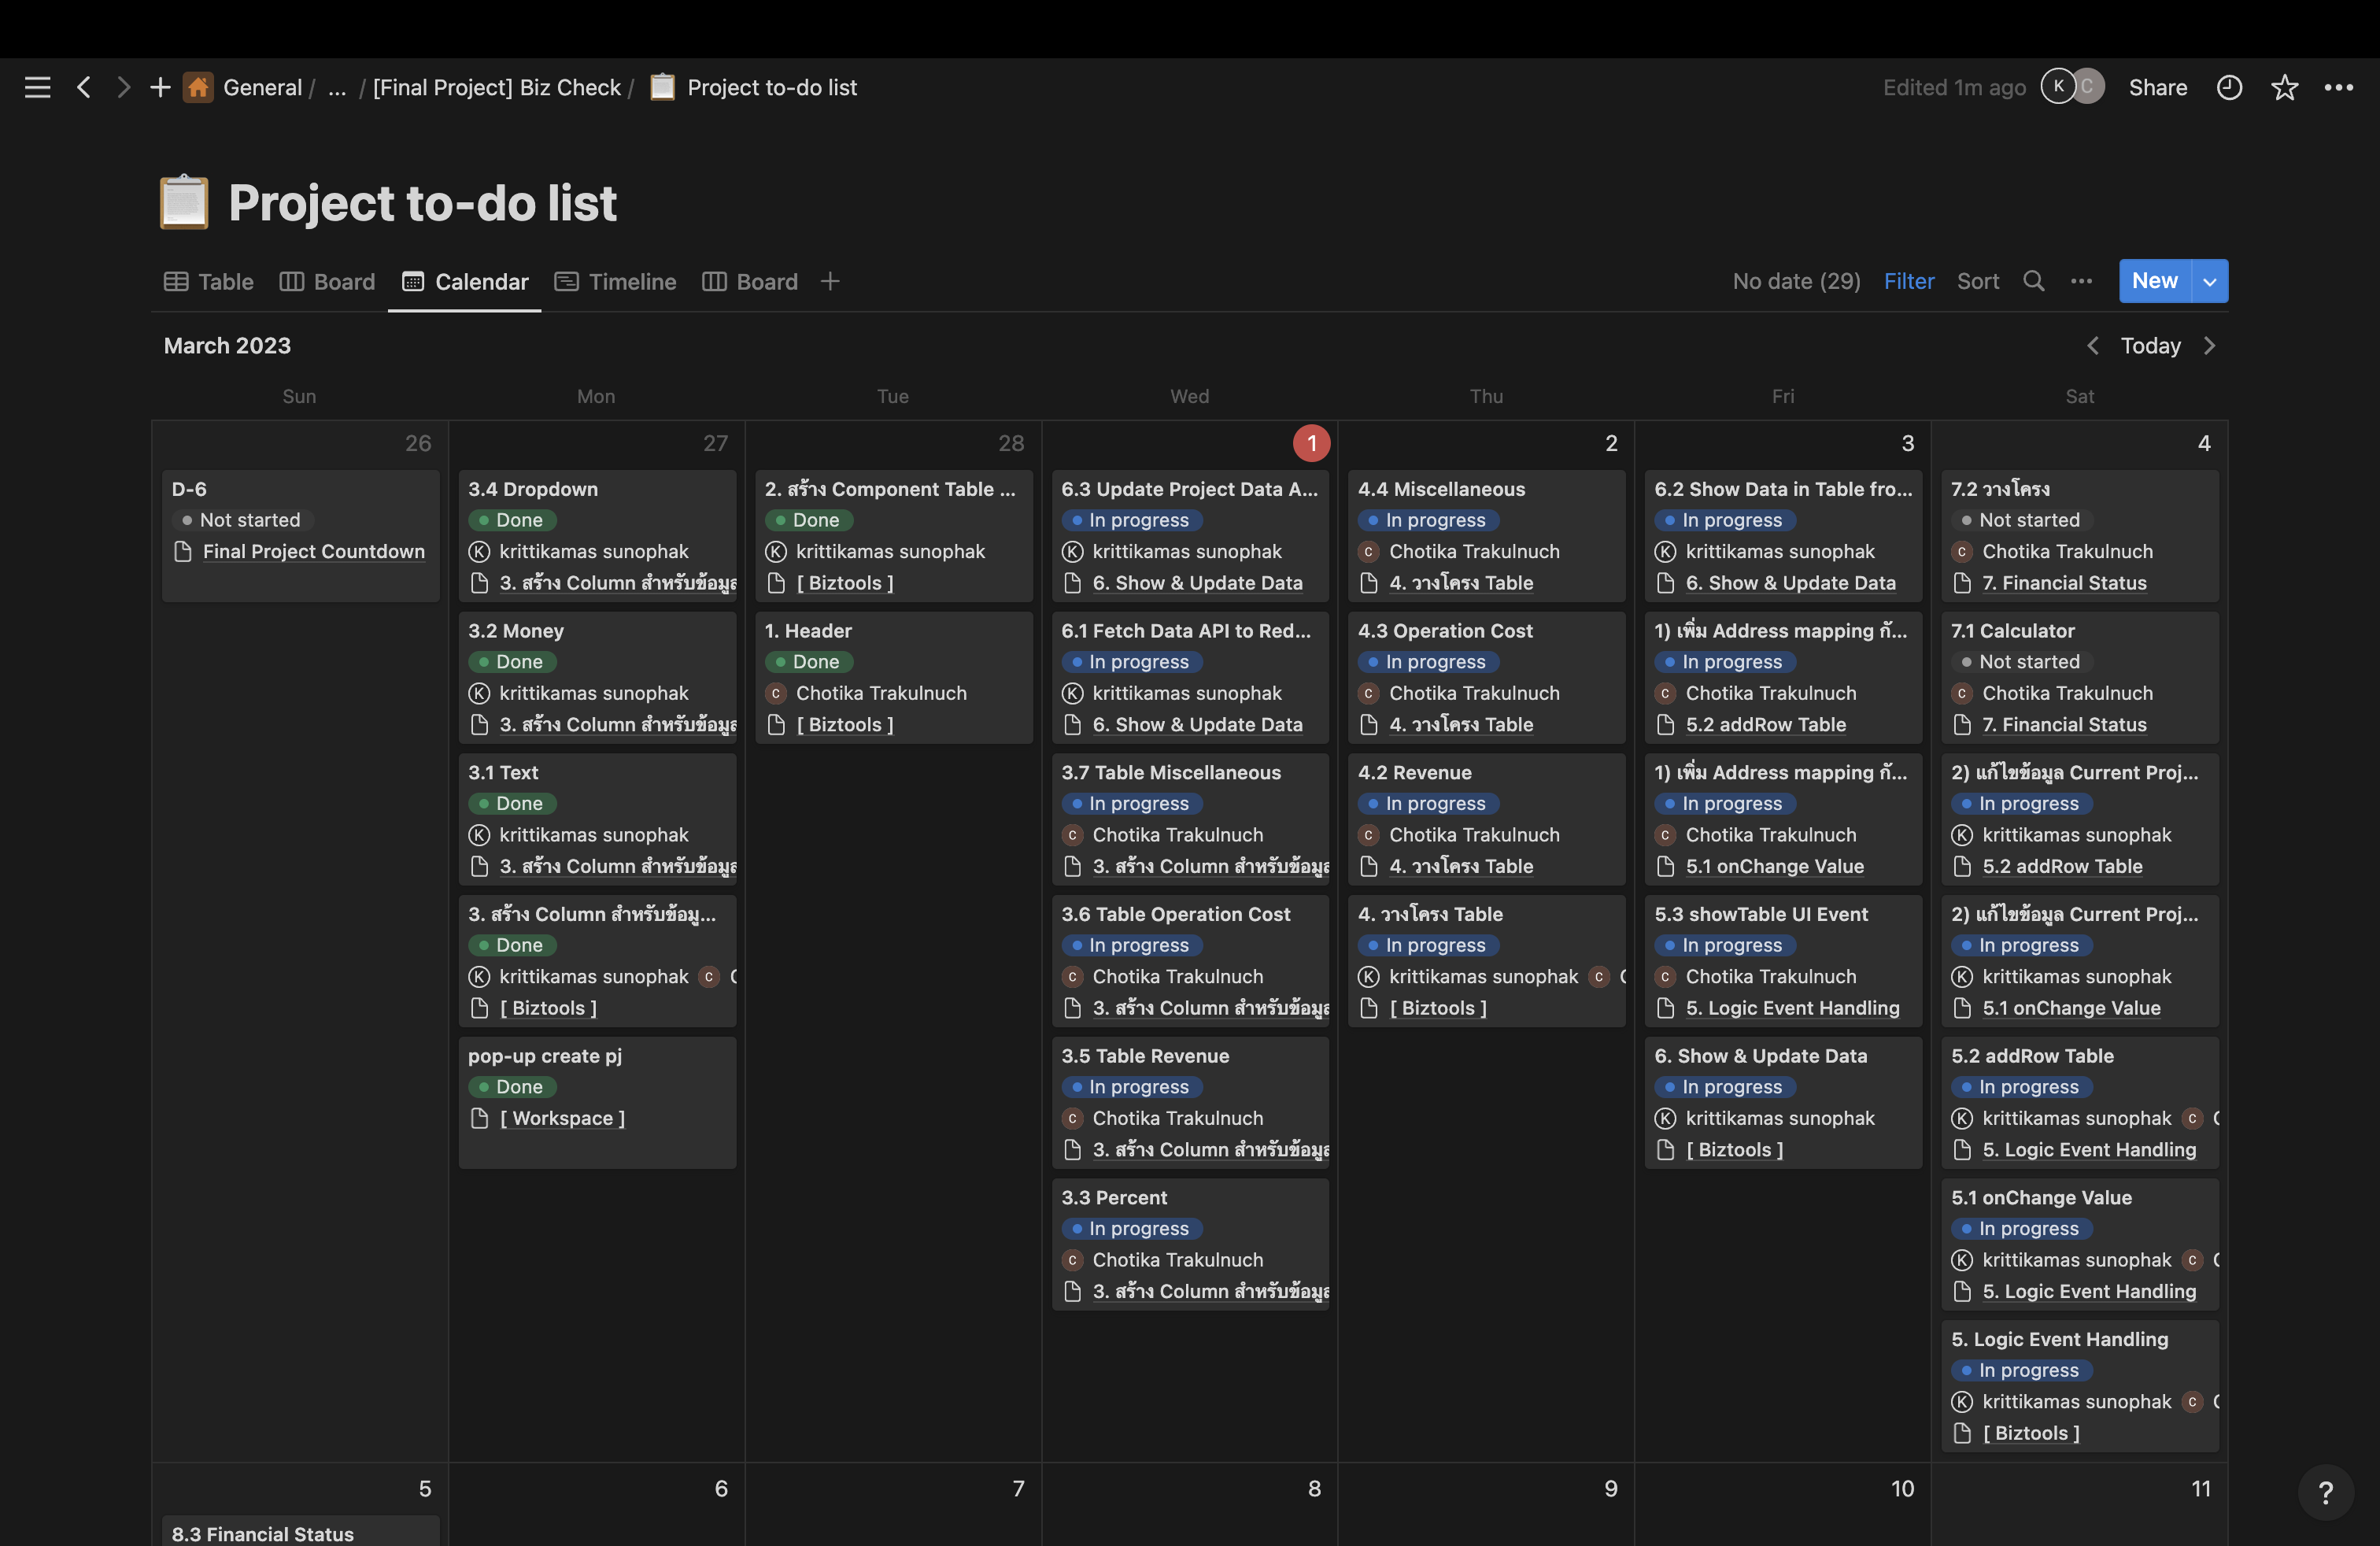 General / ... / [Final Project] Biz Check / Project to-do list
Edited 1m ago K C Share
Project to-do list
Table Board Calendar Timeline Board
No date (29) Filter Sort New
March 2023
Today
Sun Mon Tue Wed Thu Fri Sat
26
D-6
Not started
Final Project Countdown
27
3.4 Dropdown
Done
K krittikamas sunophak
3. สร้าง Column สำหรับข้อมูล
3.2 Money
Done
K krittikamas sunophak
3. สร้าง Column สำหรับข้อมูล
3.1 Text
Done
K krittikamas sunophak
3. สร้าง Column สำหรับข้อมูล
3. สร้าง Column สำหรับข้อมู...
Done
K krittikamas sunophak C
[ Biztools ]
pop-up create pj
Done
[ Workspace ]
28
2. สร้าง Component Table ...
Done
K krittikamas sunophak
[ Biztools ]
1. Header
Done
C Chotika Trakulnuch
[ Biztools ]
1
6.3 Update Project Data A...
In progress
K krittikamas sunophak
6. Show & Update Data
6.1 Fetch Data API to Red...
In progress
K krittikamas sunophak
6. Show & Update Data
3.7 Table Miscellaneous
In progress
C Chotika Trakulnuch
3. สร้าง Column สำหรับข้อมูล
3.6 Table Operation Cost
In progress
C Chotika Trakulnuch
3. สร้าง Column สำหรับข้อมูล
3.5 Table Revenue
In progress
C Chotika Trakulnuch
3. สร้าง Column สำหรับข้อมูล
3.3 Percent
In progress
C Chotika Trakulnuch
3. สร้าง Column สำหรับข้อมูล
2
4.4 Miscellaneous
In progress
C Chotika Trakulnuch
4. วางโครง Table
4.3 Operation Cost
In progress
C Chotika Trakulnuch
4. วางโครง Table
4.2 Revenue
In progress
C Chotika Trakulnuch
4. วางโครง Table
4. วางโครง Table
In progress
K krittikamas sunophak C
[ Biztools ]
3
6.2 Show Data in Table fro...
In progress
K krittikamas sunophak
6. Show & Update Data
1) เพิ่ม Address mapping กั...
In progress
C Chotika Trakulnuch
5.2 addRow Table
1) เพิ่ม Address mapping กั...
In progress
C Chotika Trakulnuch
5.1 onChange Value
5.3 showTable UI Event
In progress
C Chotika Trakulnuch
5. Logic Event Handling
6. Show & Update Data
In progress
K krittikamas sunophak
[ Biztools ]
4
7.2 วางโครง
Not started
C Chotika Trakulnuch
7. Financial Status
7.1 Calculator
Not started
C Chotika Trakulnuch
7. Financial Status
2) แก้ไขข้อมูล Current Proj...
In progress
K krittikamas sunophak
5.2 addRow Table
2) แก้ไขข้อมูล Current Proj...
In progress
K krittikamas sunophak
5.1 onChange Value
5.2 addRow Table
In progress
K krittikamas sunophak C
5. Logic Event Handling
5.1 onChange Value
In progress
K krittikamas sunophak C
5. Logic Event Handling
5. Logic Event Handling
In progress
K krittikamas sunophak C
[ Biztools ]
5 6 7 8 9 10 11
8.3 Financial Status
?